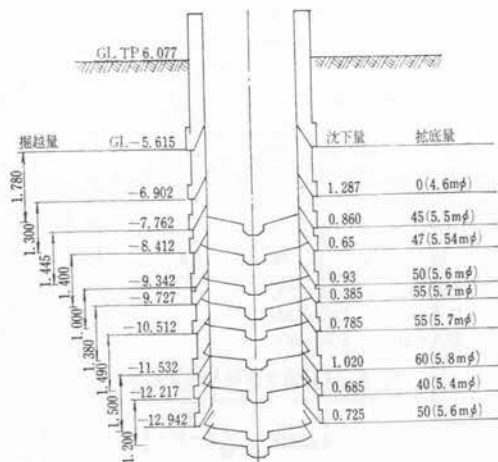 GL TP 6.077
掘越量
GL-5.615
沈下量
拡底量
1.780
-6.902
1.287
0(4.6mφ)
1.300
-7.762
0.860
45(5.5mφ)
1.445
-8.412
0.65
47(5.54mφ)
1.400
-9.342
0.93
50(5.6mφ)
1.000
-9.727
0.385
55(5.7mφ)
1.380
-10.512
0.785
55(5.7mφ)
1.490
-11.532
1.020
60(5.8mφ)
1.500
-12.217
0.685
40(5.4mφ)
1.200
-12.942
0.725
50(5.6mφ)